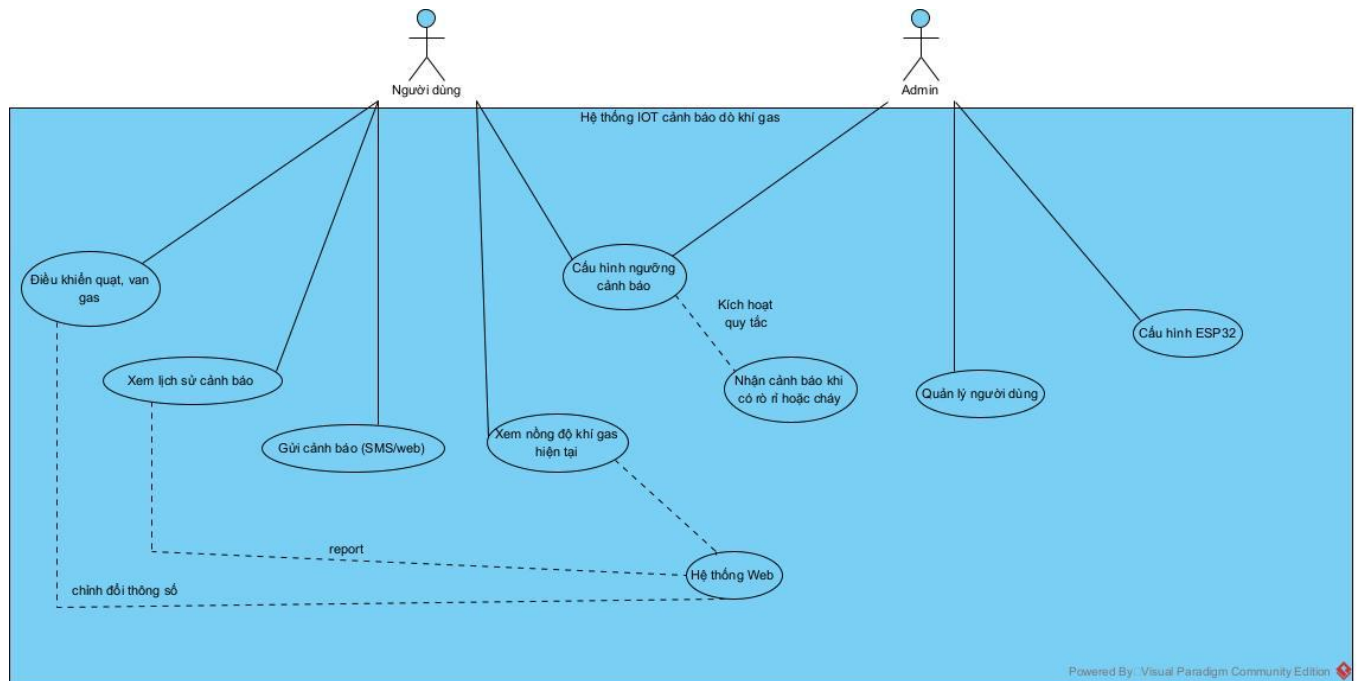 Người dùng
Admin
Hệ thống IOT cảnh báo dò khí gas
Điều khiển quạt, van
gas
Cấu hình ngưỡng
cảnh báo
Kích hoạt
quy tắc
Cấu hình ESP32
Xem lịch sử cảnh báo
Nhận cảnh báo khi
có rò rỉ hoặc cháy
Quản lý người dùng
Gửi cảnh báo (SMS/web)
Xem nồng độ khí gas
hiện tại
report
Hệ thống Web
chỉnh đổi thông số
Powered By Visual Paradigm Community Edition